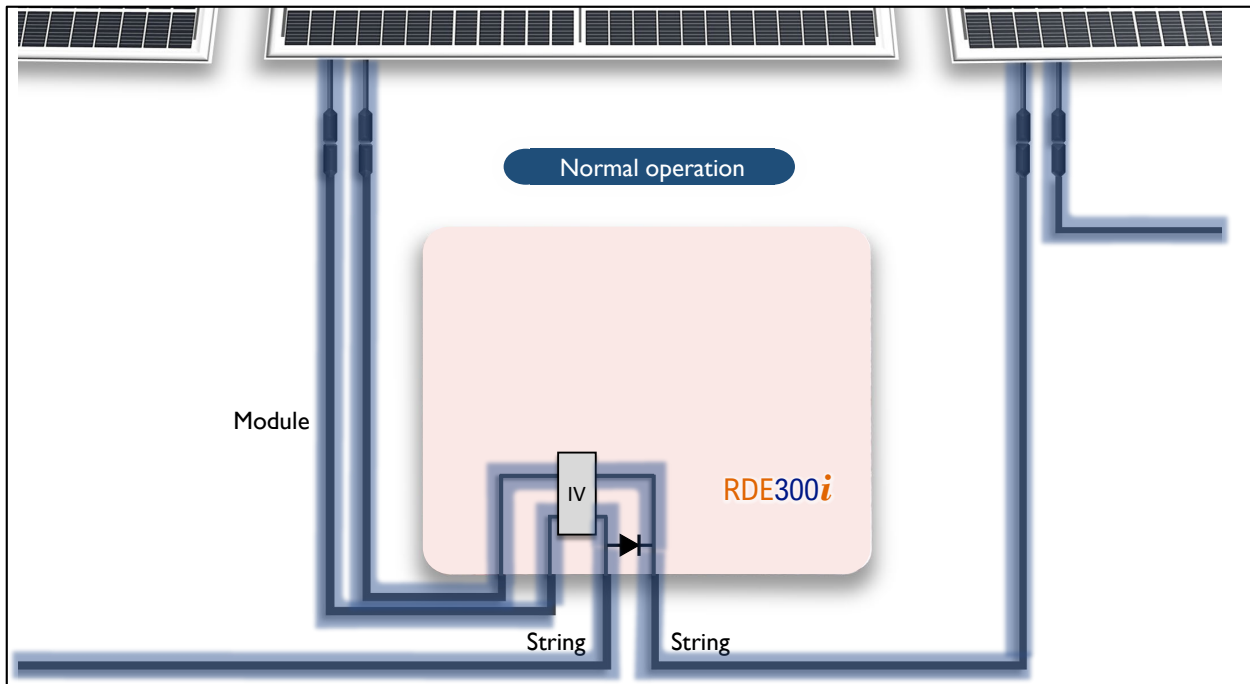 Normal operation
Module
IV
RDE300i
String
String